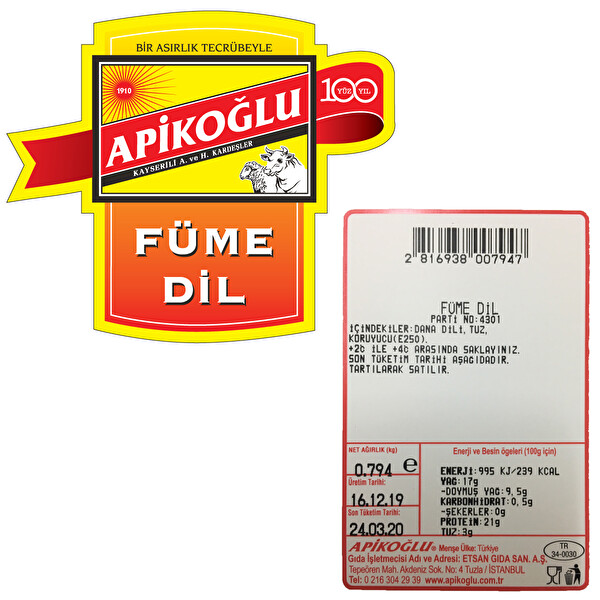 BİR ASIRLIK TECRÜBEYLE
1910
APİKOĞLU
KAYSERİLİ A. ve H. KARDEŞLER
100
YÜZ YIL
FÜME
DİL
2 816938 007947
FÜME DİL
PARTİ NO:4301
İÇİNDEKİLER:DANA DİLİ, TUZ,
KORUYUCU(E250).
+2c İLE +4c ARASINDA SAKLAYINIZ.
SON TÜKETİM TARİHİ AŞAGIDADIR.
TARTILARAK SATILIR.
NET AĞIRLIK (kg)
0.794 e
Üretim Tarihi:
16.12.19
Son Tüketim Tarihi:
24.03.20
Enerji ve Besin ögeleri (100g için)
ENERJİ:995 KJ/239 KCAL
YAG:17g
-DOYMUŞ YAG:9,5g
KARBONHİDRAT:0,5g
-ŞEKERLER:0g
PROTEİN:21g
TUZ:3g
APİKOĞLU® Menşe Ülke: Türkiye
Gıda İşletmecisi Adı ve Adresi: ETSAN GIDA SAN. A.Ş.
Tepeören Mah. Akdeniz Sok. No: 4 Tuzla / İSTANBUL
Tel: 0 216 304 29 39 www.apikoglu.com.tr
TR
34-0030